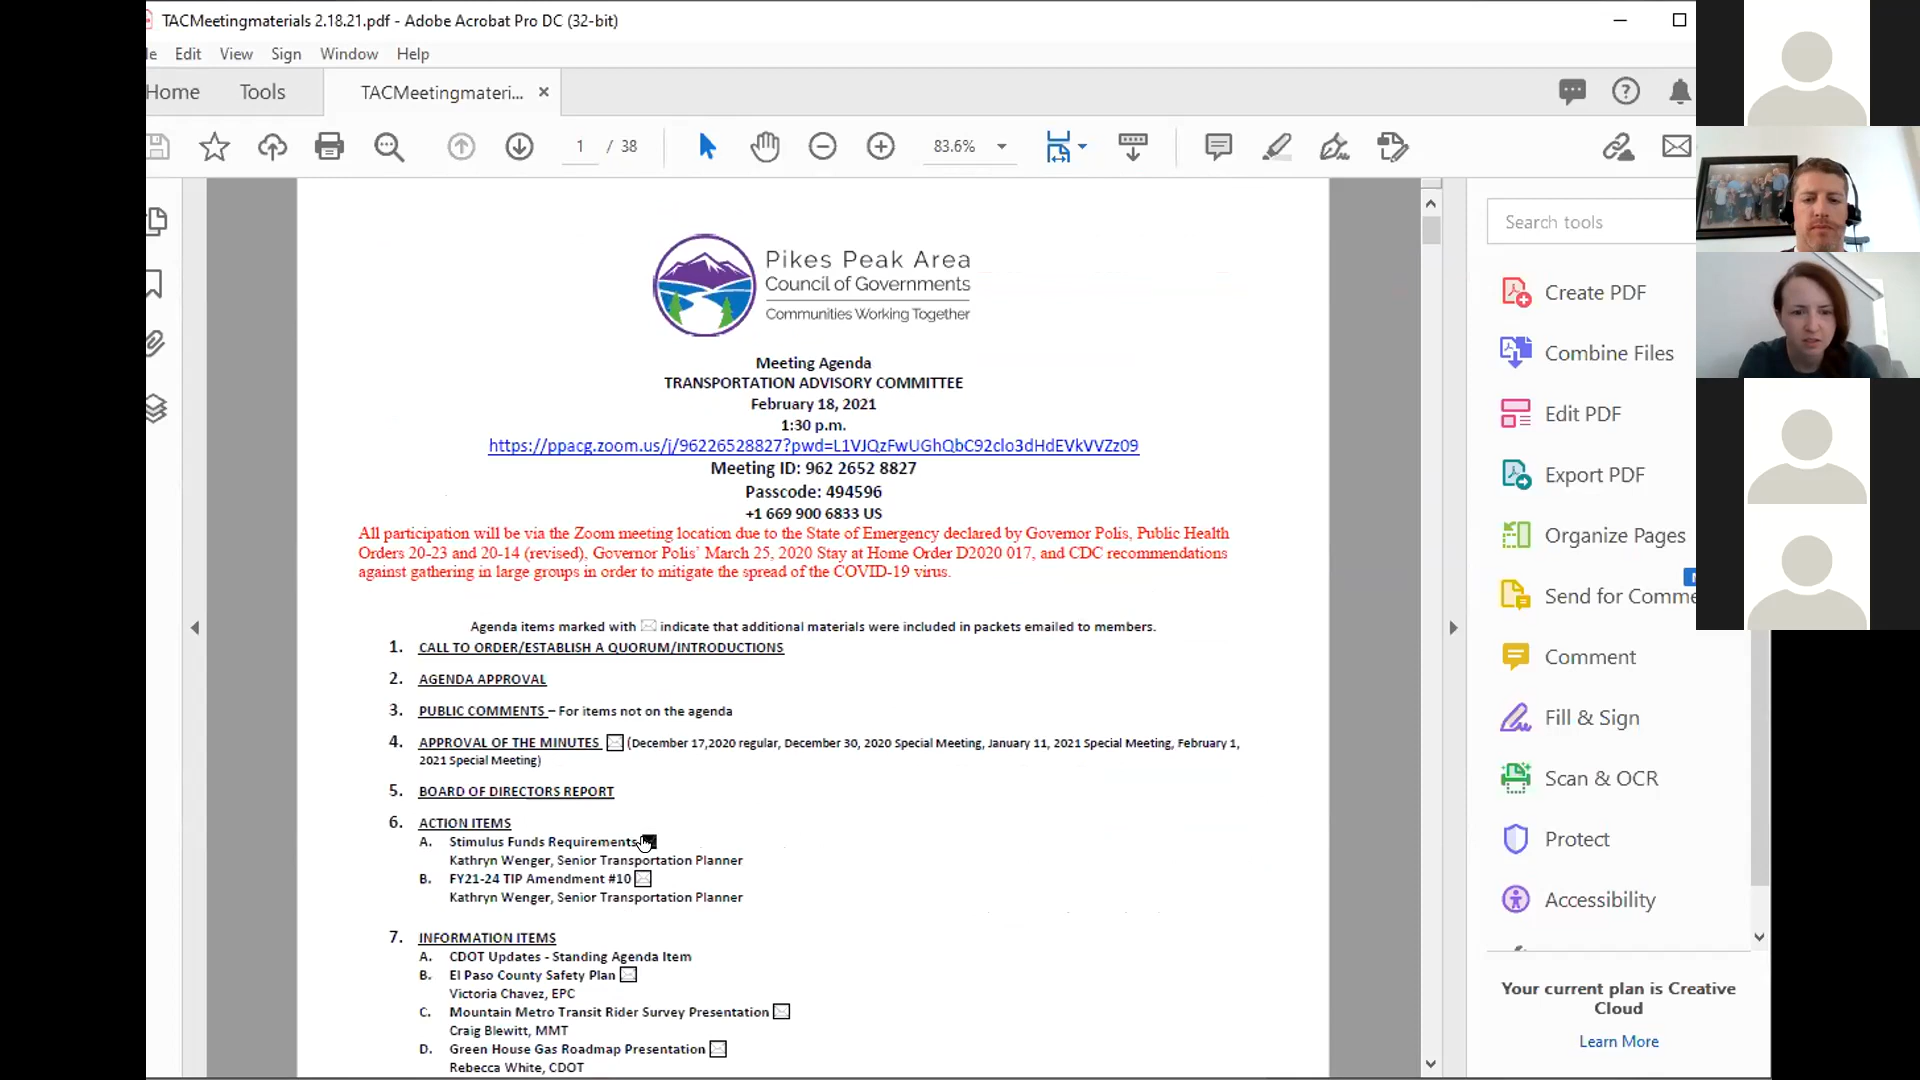 TACMeetingmaterials 2.18.21.pdf - Adobe Acrobat Pro DC (32-bit)
Edit View Sign Window Help
Home Tools TACMeetingmateri... ×
1 / 38 83.6%
Search tools
Pikes Peak Area
Council of Governments
Communities Working Together
Meeting Agenda
TRANSPORTATION ADVISORY COMMITTEE
February 18, 2021
1:30 p.m.
https://ppacg.zoom.us/j/96226528827?pwd=L1VJQzFwUGhQbC92clo3dHdEVkVVZz09
Meeting ID: 962 2652 8827
Passcode: 494596
+1 669 900 6833 US
All participation will be via the Zoom meeting location due to the State of Emergency declared by Governor Polis, Public Health
Orders 20-23 and 20-14 (revised), Governor Polis’ March 25, 2020 Stay at Home Order D2020 017, and CDC recommendations
against gathering in large groups in order to mitigate the spread of the COVID-19 virus.
Agenda items marked with indicate that additional materials were included in packets emailed to members.
1. CALL TO ORDER/ESTABLISH A QUORUM/INTRODUCTIONS
2. AGENDA APPROVAL
3. PUBLIC COMMENTS – For items not on the agenda
4. APPROVAL OF THE MINUTES (December 17,2020 regular, December 30, 2020 Special Meeting, January 11, 2021 Special Meeting, February 1,
2021 Special Meeting)
5. BOARD OF DIRECTORS REPORT
6. ACTION ITEMS
A. Stimulus Funds Requirements
Kathryn Wenger, Senior Transportation Planner
B. FY21-24 TIP Amendment #10
Kathryn Wenger, Senior Transportation Planner
7. INFORMATION ITEMS
A. CDOT Updates - Standing Agenda Item
B. El Paso County Safety Plan
Victoria Chavez, EPC
C. Mountain Metro Transit Rider Survey Presentation
Craig Blewitt, MMT
D. Green House Gas Roadmap Presentation
Rebecca White, CDOT
Create PDF
Combine Files
Edit PDF
Export PDF
Organize Pages
Send for Comme
Comment
Fill & Sign
Scan & OCR
Protect
Accessibility
Your current plan is Creative
Cloud
Learn More